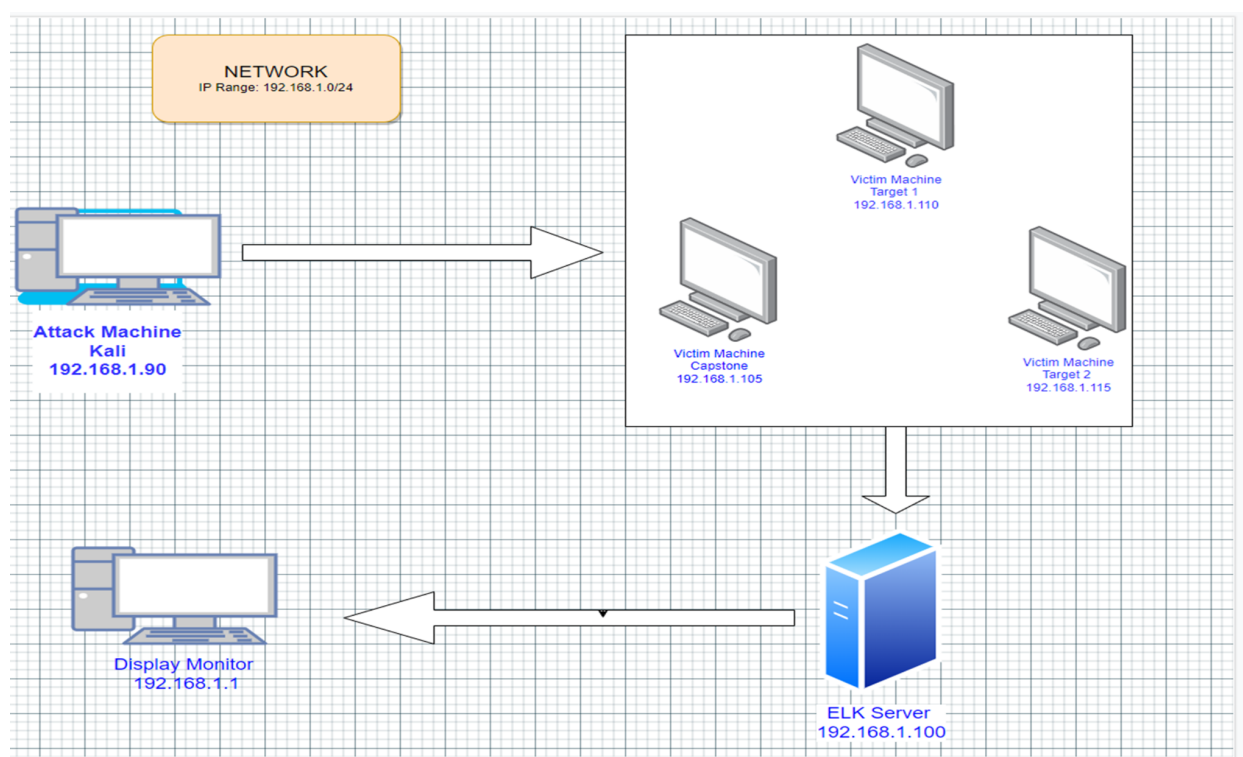 NETWORK
IP Range: 192.168.1.0/24
Victim Machine
Target 1
192.168.1.110
Attack Machine
Kali
192.168.1.90
Victim Machine
Capstone
192.168.1.105
Victim Machine
Target 2
192.168.1.115
Display Monitor
192.168.1.1
ELK Server
192.168.1.100